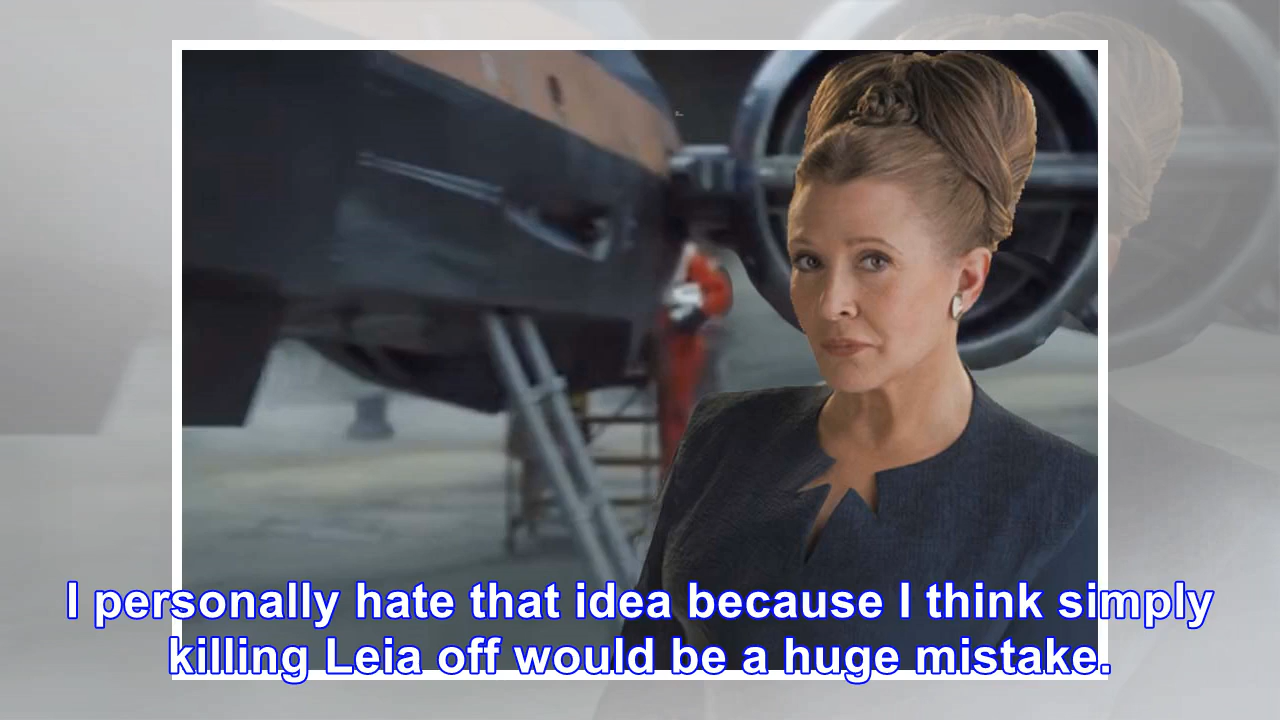 I personally hate that idea because I think simply
killing Leia off would be a huge mistake.